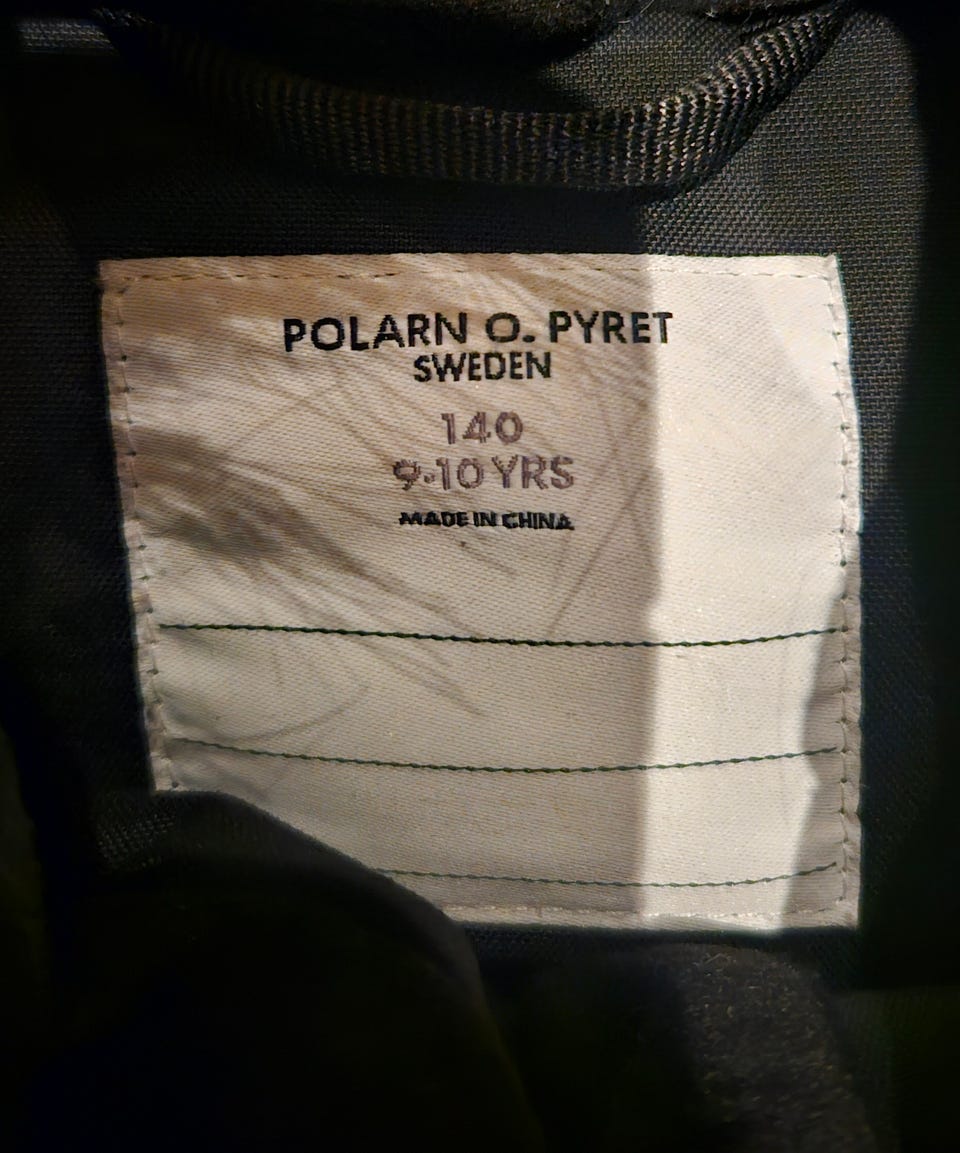 POLARN O. PYRET
SWEDEN
140
9-10 YRS
MADE IN CHINA